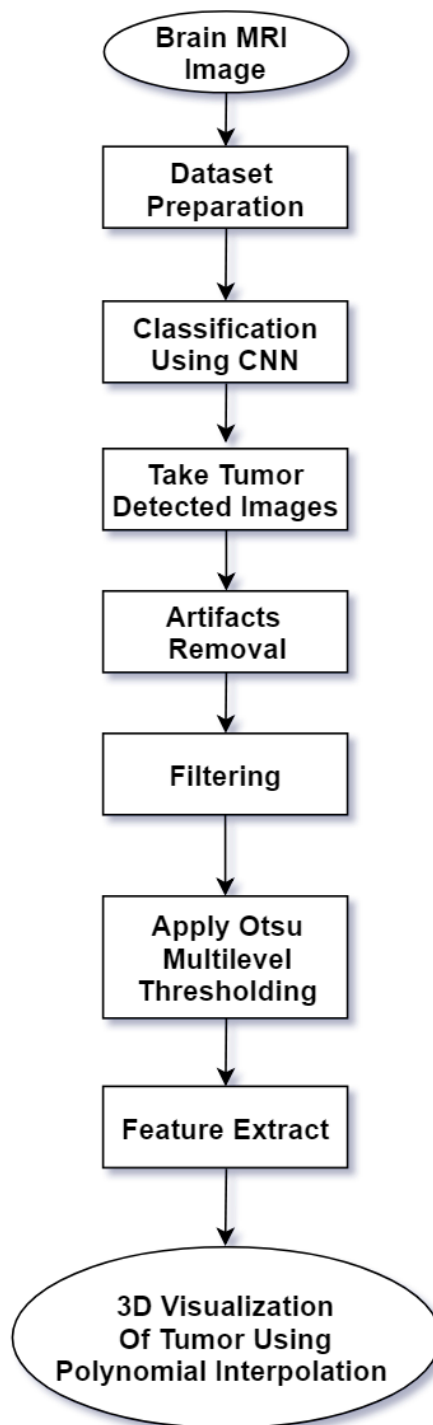 Brain MRI
Image
Dataset
Preparation
Classification
Using CNN
Take Tumor
Detected Images
Artifacts
Removal
Filtering
Apply Otsu
Multilevel
Thresholding
Feature Extract
3D Visualization
Of Tumor Using
Polynomial Interpolation